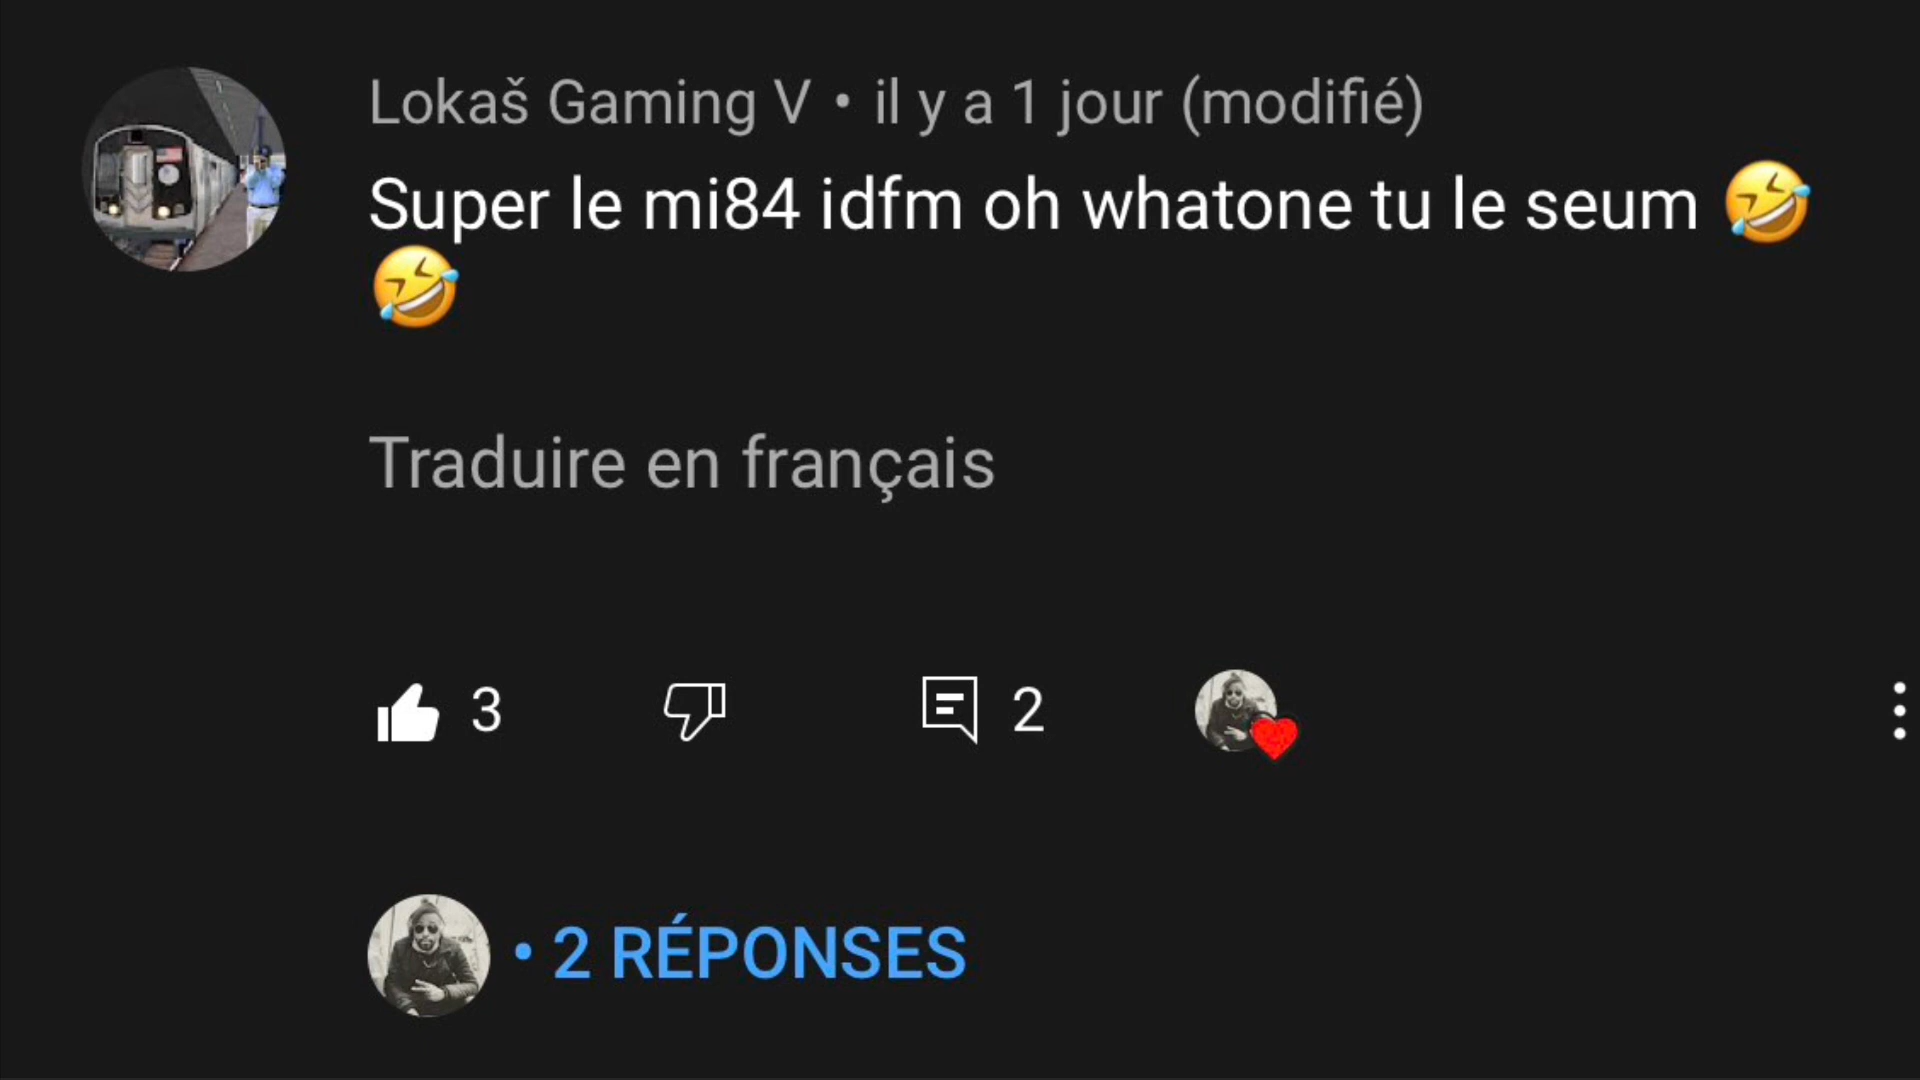 Lokaš Gaming V • il y a 1 jour (modifié)
Super le mi84 idfm oh whatone tu le seum 🤣
🤣
Traduire en français
3
2
• 2 RÉPONSES